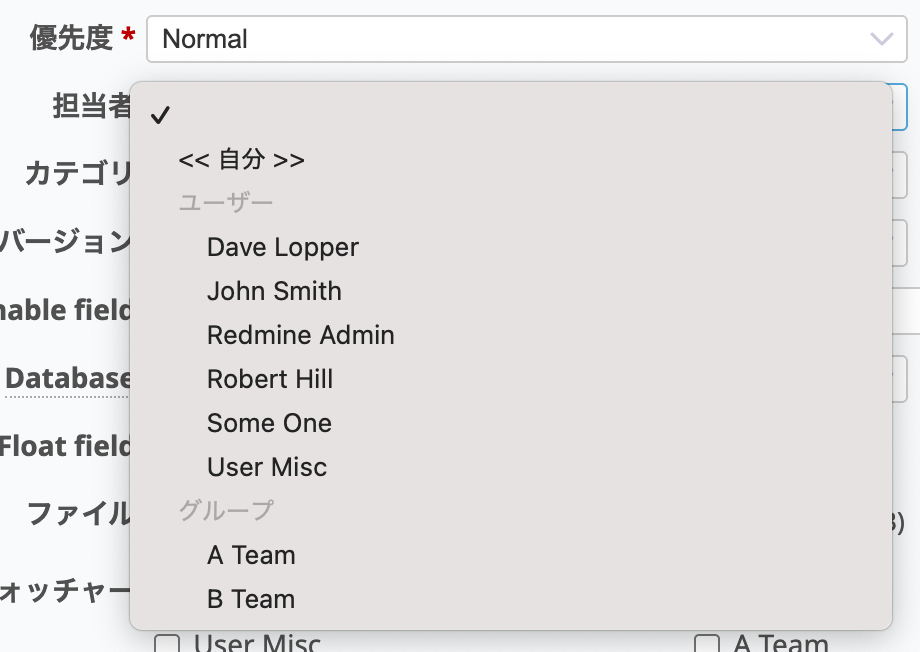 優先度 * Normal
担当者
<< 自分 >>
カテゴリ
ユーザー
バージョン
Dave Lopper
John Smith
nable field
Redmine Admin
Database
Robert Hill
Some One
Float field
User Misc
ファイル
グループ
A Team
ォッチャー
B Team
User Misc
A Team